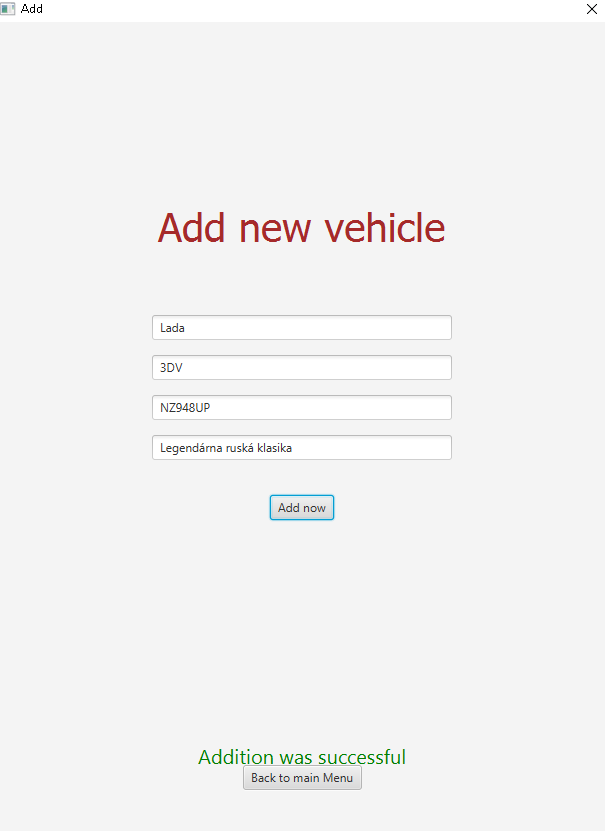 Add
Add new vehicle
Lada
3DV
NZ948UP
Legendárna ruská klasika
Add now
Addition was successful
Back to main Menu